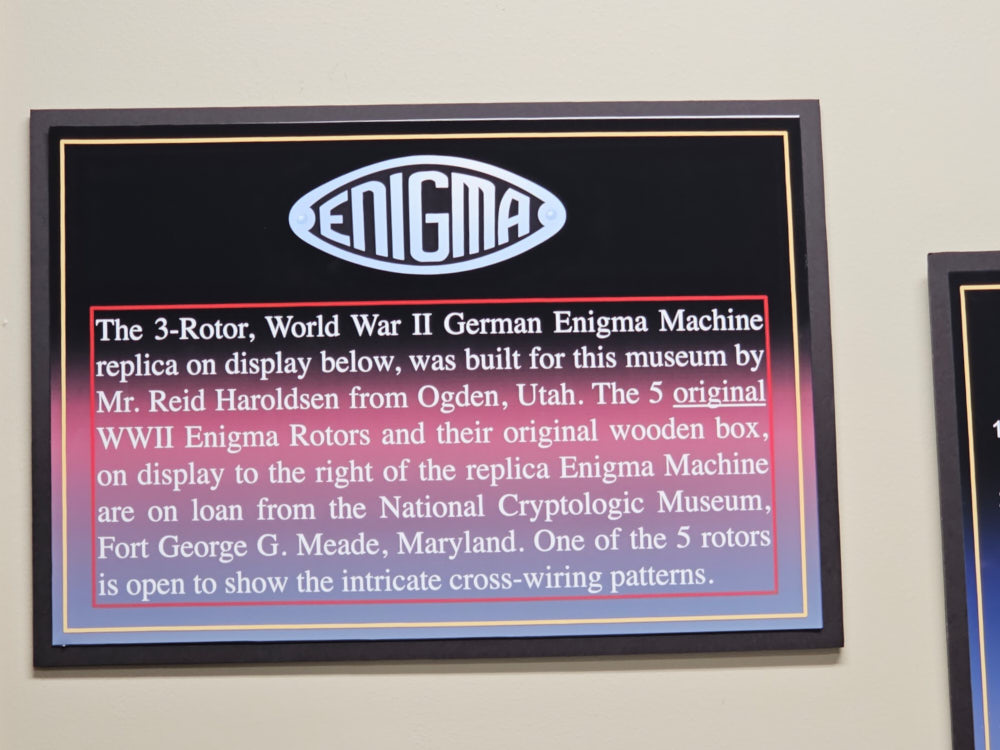 ENIGMA
The 3-Rotor, World War II German Enigma Machine
replica on display below, was built for this museum by
Mr. Reid Haroldsen from Ogden, Utah. The 5 original
WWII Enigma Rotors and their original wooden box,
on display to the right of the replica Enigma Machine
are on loan from the National Cryptologic Museum,
Fort George G. Meade, Maryland. One of the 5 rotors
is open to show the intricate cross-wiring patterns.
1